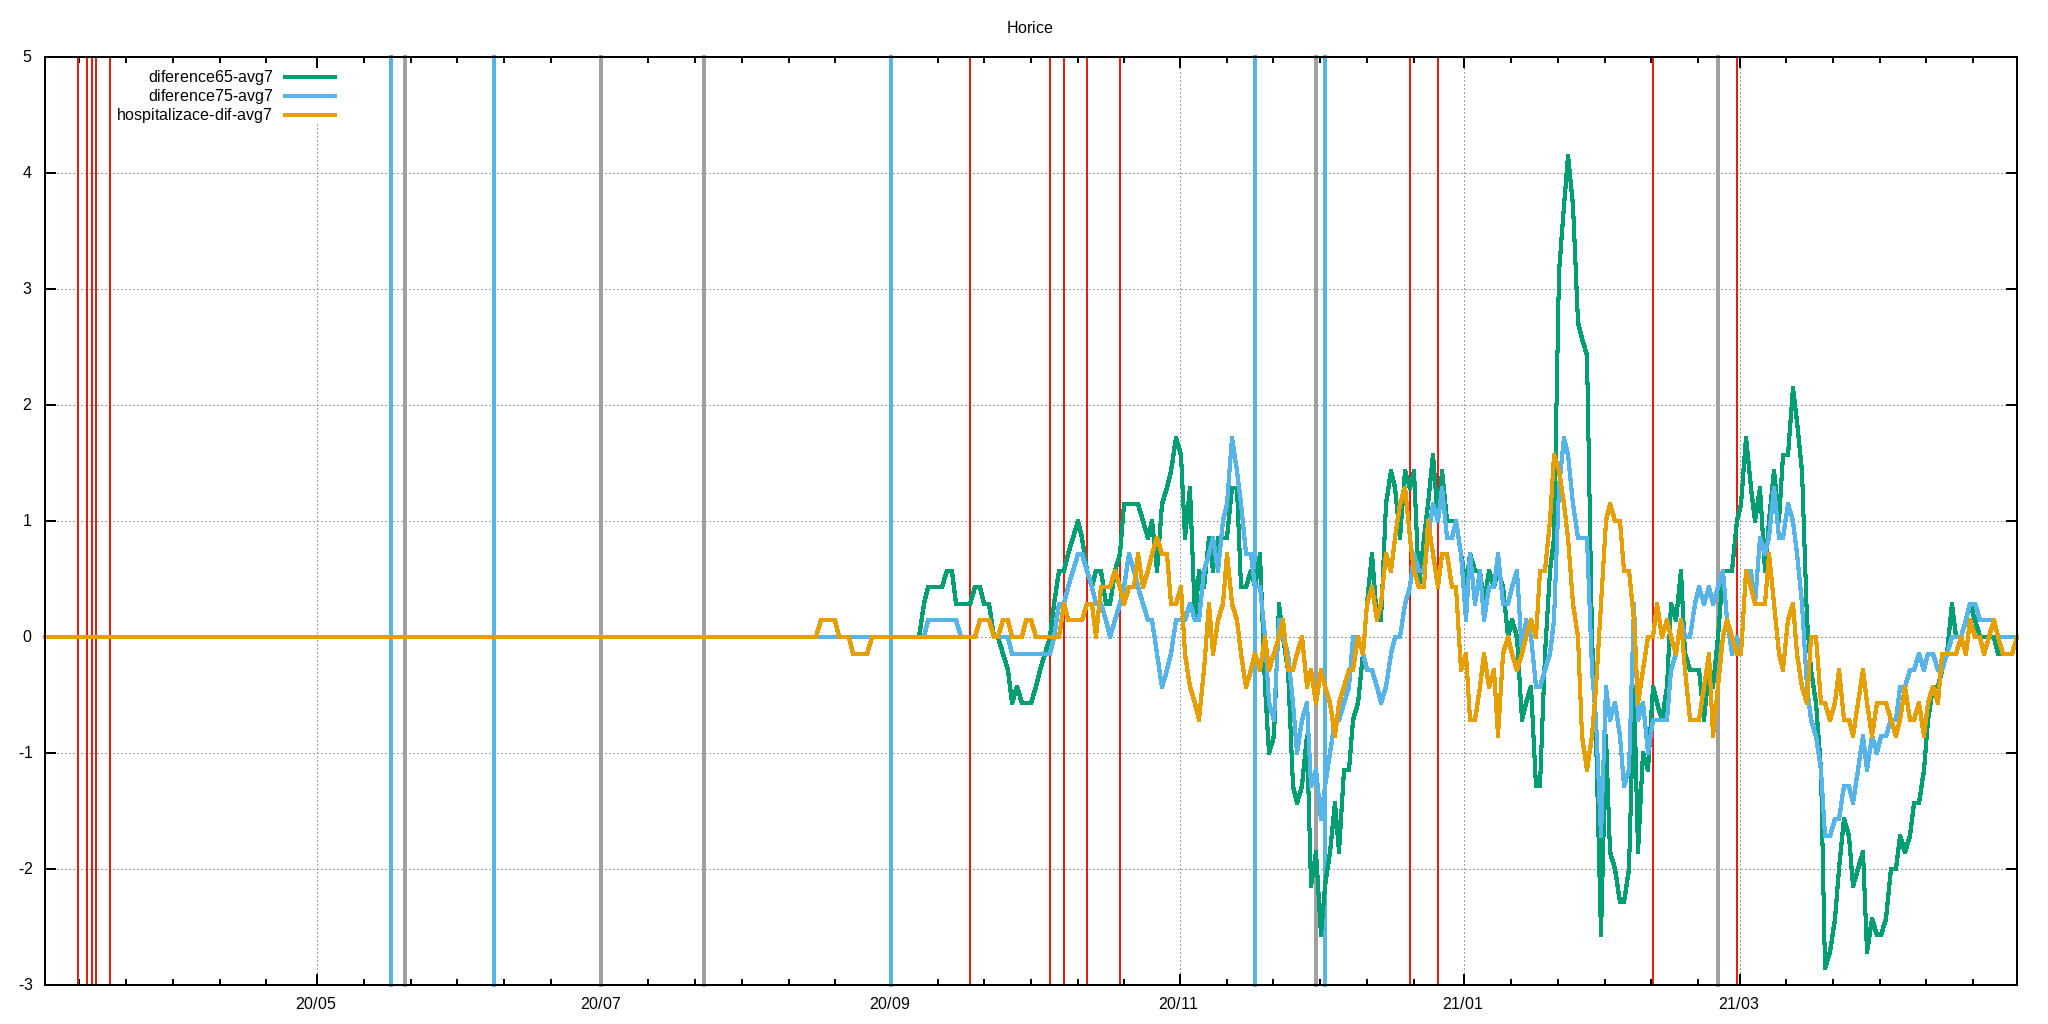 Horice
5
diference65-avg7
diference75-avg7
hospitalizace-dif-avg7
4
3
2
1
0
-1
-2
-3
20/05 20/07 20/09 20/11 21/01 21/03